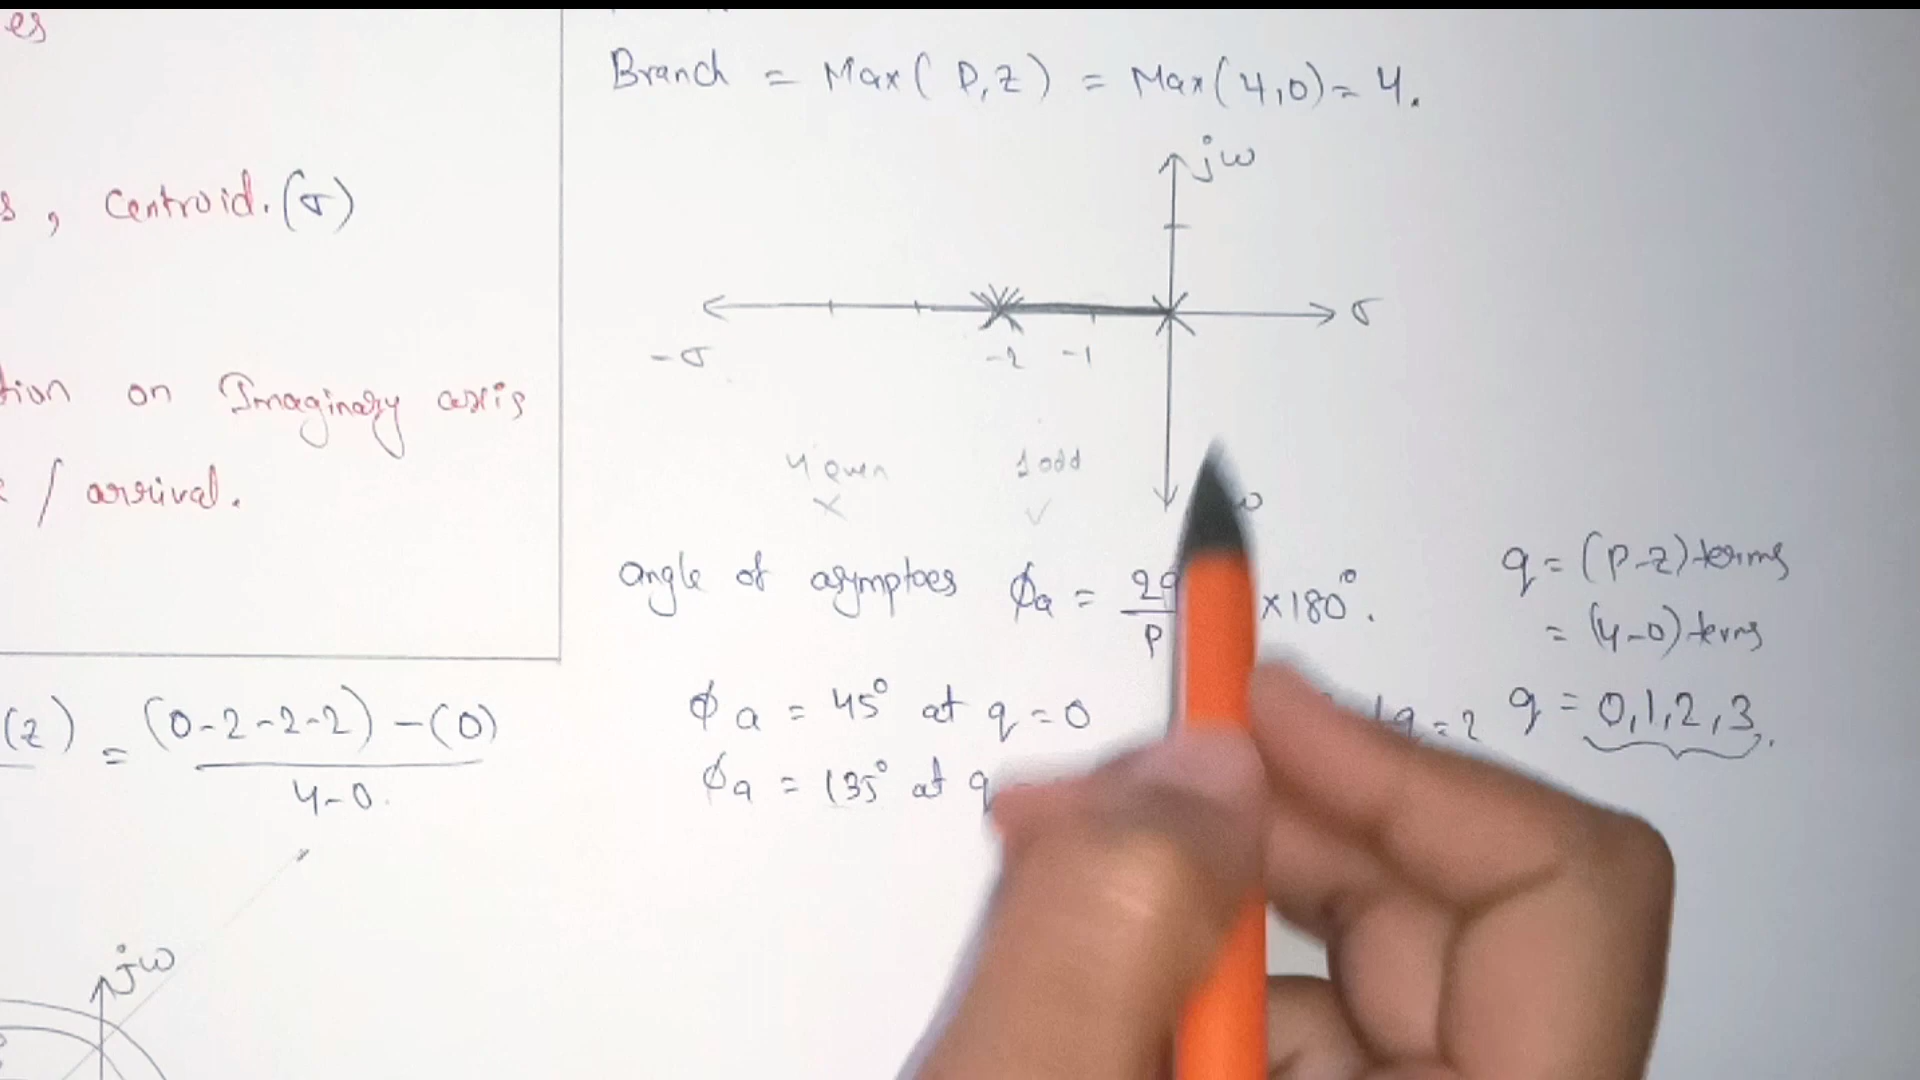 es
s, Centroid. (σ)
tion on Imaginary axis
/ arrival.
(z) = (0-2-2-2) - (0)
4-0.
jω
Branch = Max( P,Z) = Max(4,0) = 4.
jω
σ
-σ
-2 -1
4 even 1 odd
× ✓
angle of asymptoes ϕa = 2q ×180°.
P
ϕa = 45° at q=0 q=2
ϕa = 135° at q
q = (P-Z) terms
= (4-0) terms
q = 0,1,2,3.